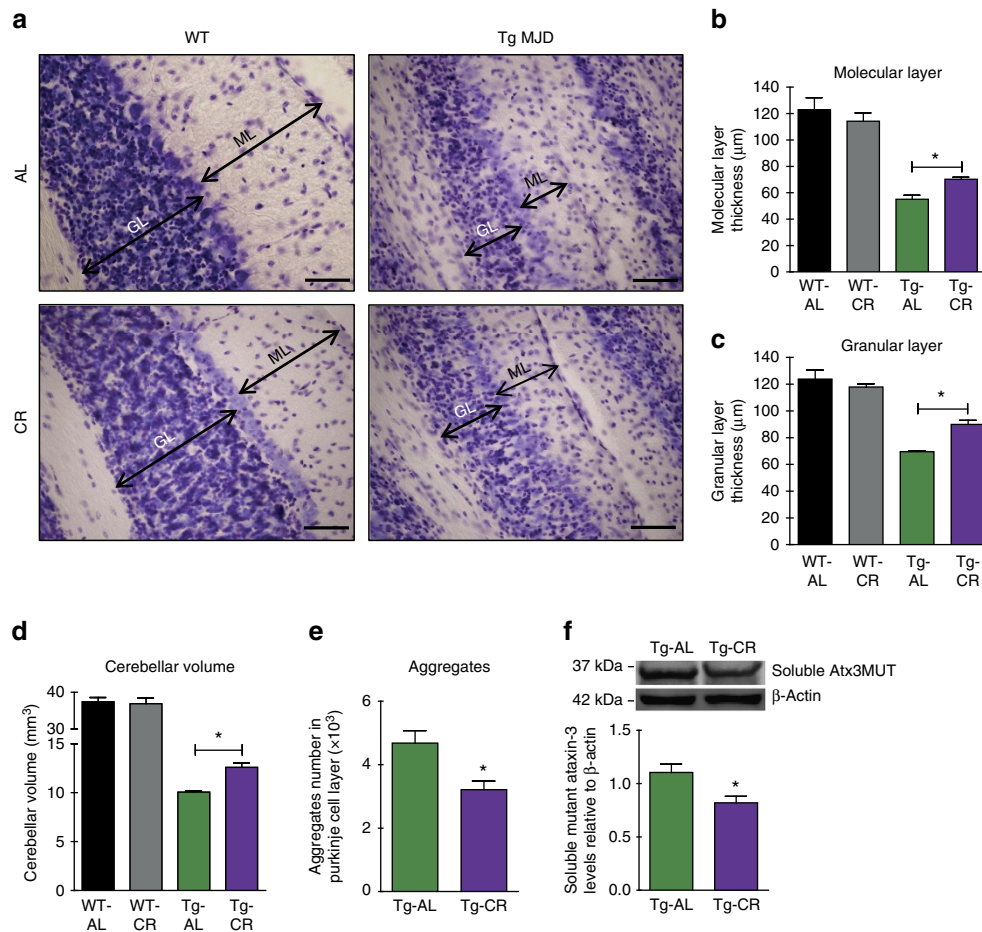 a
WT
Tg MJD
AL
ML
GL
ML
GL
CR
ML
GL
ML
GL
b
Molecular layer
Molecular layer
thickness (μm)
140
120
100
80
60
40
20
0
*
WT-
AL
WT-
CR
Tg-
AL
Tg-
CR
c
Granular layer
Granular layer
thickness (μm)
140
120
100
80
60
40
20
0
*
WT-
AL
WT-
CR
Tg-
AL
Tg-
CR
d
Cerebellar volume
Cerebellar volume (mm³)
40
30
15
10
5
0
*
WT-
AL
WT-
CR
Tg-
AL
Tg-
CR
e
Aggregates
Aggregates number in
purkinje cell layer (×10³)
6
4
2
0
*
Tg-AL
Tg-CR
f
Tg-AL Tg-CR
37 kDa
Soluble Atx3MUT
42 kDa
β-Actin
Soluble mutant ataxin-3
levels relative to β-actin
1.5
1.0
0.5
0.0
*
Tg-AL
Tg-CR